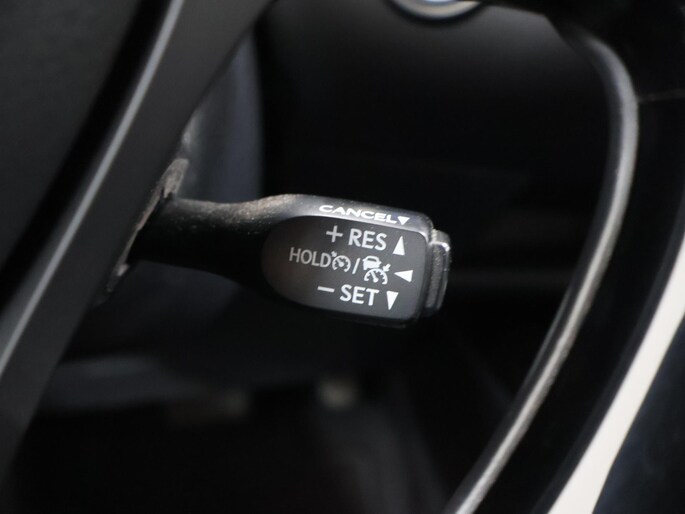 CANCEL▼
+ RES ▲
HOLD / ◀
− SET ▼